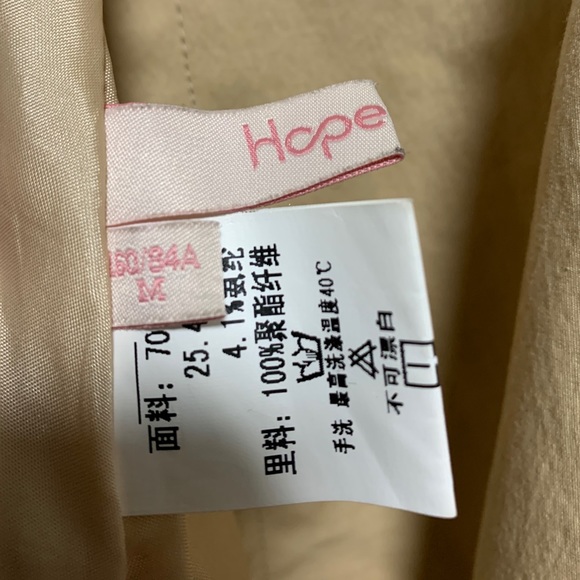 Hope
160/84A
M
面料: 70
25.4
4.1%氨纶
里料: 100%聚酯纤维
手洗 最高洗涤温度40℃
不可漂白